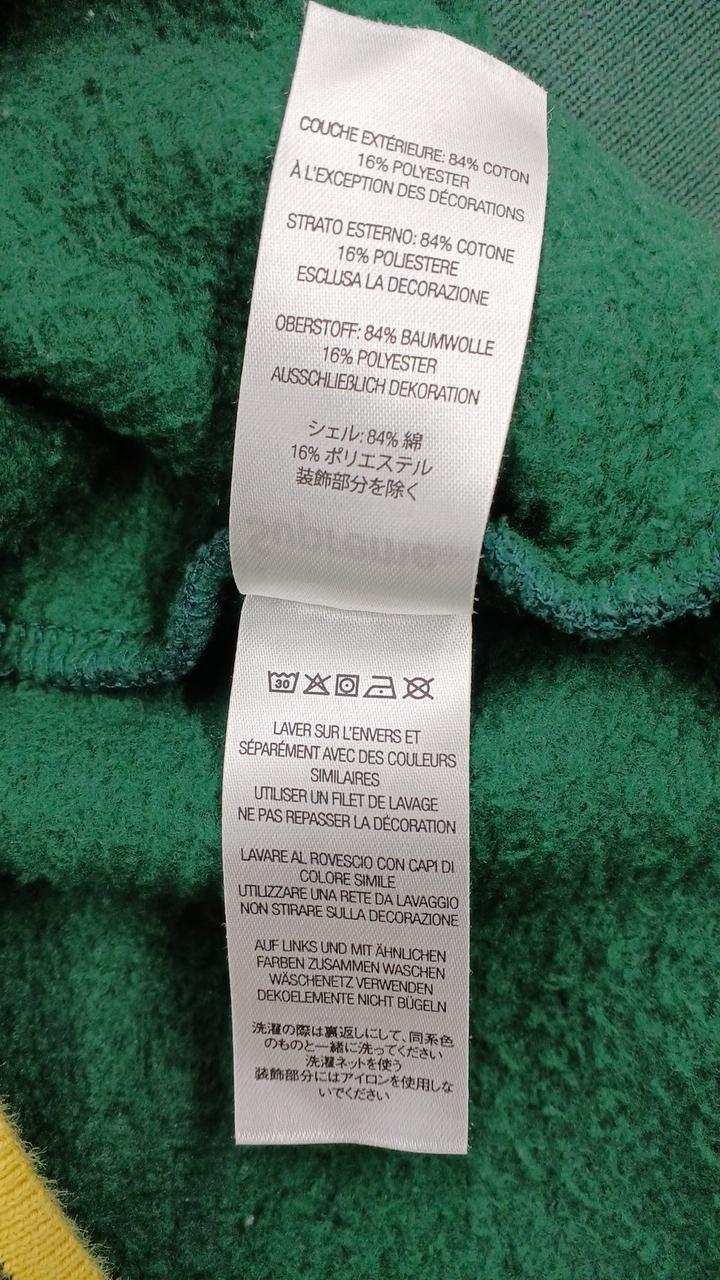 COUCHE EXTÉRIEURE: 84% COTON
16% POLYESTER
À L'EXCEPTION DES DÉCORATIONS
STRATO ESTERNO: 84% COTONE
16% POLIESTERE
ESCLUSA LA DECORAZIONE
OBERSTOFF: 84% BAUMWOLLE
16% POLYESTER
AUSSCHLIEẞLICH DEKORATION
シェル: 84% 綿
16% ポリエステル
装飾部分を除く
Supreme
30
LAVER SUR L'ENVERS ET
SÉPARÉMENT AVEC DES COULEURS
SIMILAIRES
UTILISER UN FILET DE LAVAGE
NE PAS REPASSER LA DÉCORATION
LAVARE AL ROVESCIO CON CAPI DI
COLORE SIMILE
UTILIZZARE UNA RETE DA LAVAGGIO
NON STIRARE SULLA DECORAZIONE
AUF LINKS UND MIT ÄHNLICHEN
FARBEN ZUSAMMEN WASCHEN
WÄSCHENETZ VERWENDEN
DEKOELEMENTE NICHT BÜGELN
洗濯の際は裏返しにして、同系色
のものと一緒に洗ってください
洗濯ネットを使う
装飾部分にはアイロンを使用しな
いでください